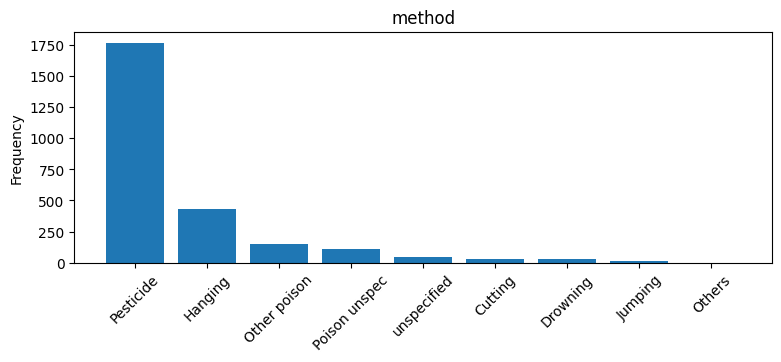 method
Frequency
1750
1500
1250
1000
750
500
250
0
Pesticide
Hanging
Other poison
Poison unspec
unspecified
Cutting
Drowning
Jumping
Others